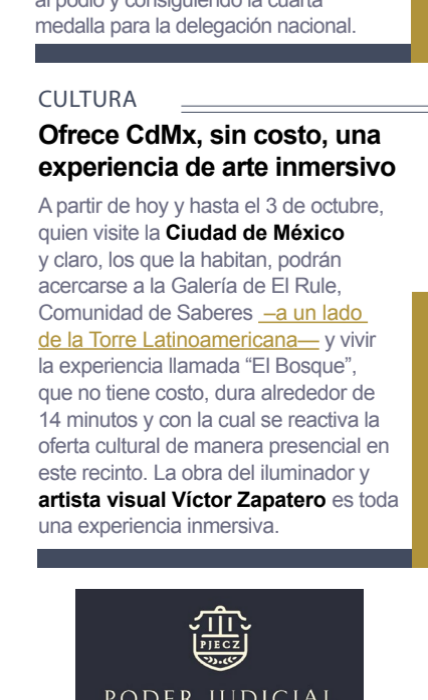 al podio y consiguiendo la cuarta
medalla para la delegación nacional.
CULTURA
Ofrece CdMx, sin costo, una
experiencia de arte inmersivo
A partir de hoy y hasta el 3 de octubre,
quien visite la Ciudad de México
y claro, los que la habitan, podrán
acercarse a la Galería de El Rule,
Comunidad de Saberes –a un lado
de la Torre Latinoamericana— y vivir
la experiencia llamada “El Bosque”,
que no tiene costo, dura alrededor de
14 minutos y con la cual se reactiva la
oferta cultural de manera presencial en
este recinto. La obra del iluminador y
artista visual Víctor Zapatero es toda
una experiencia inmersiva.
PJECZ
PODER JUDICIAL